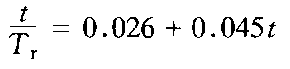 t/T_r = 0.026 + 0.045t